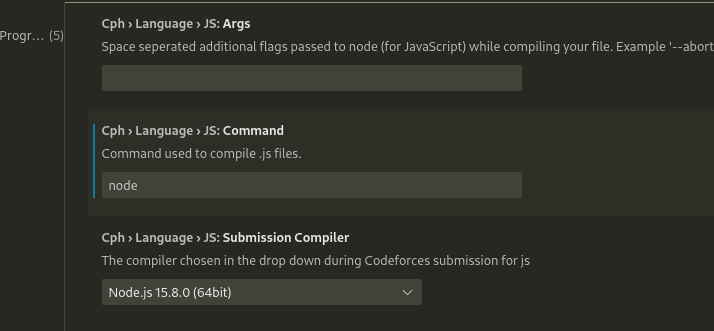 Cph › Language › JS: Args
Progr... (5)
Space seperated additional flags passed to node (for JavaScript) while compiling your file. Example '--abort
Cph › Language › JS: Command
Command used to compile .js files.
node
Cph › Language › JS: Submission Compiler
The compiler chosen in the drop down during Codeforces submission for js
Node.js 15.8.0 (64bit)